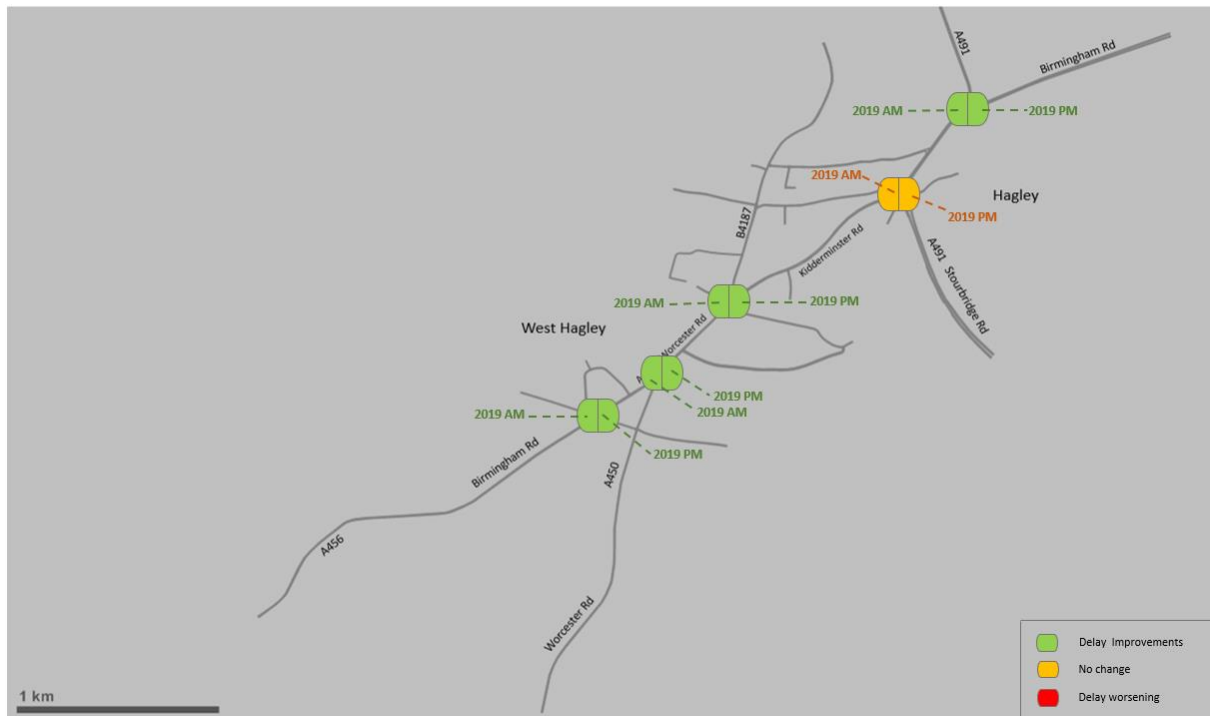 A491
Birmingham Rd
2019 AM
2019 PM
2019 AM
Hagley
2019 PM
B4187
Kidderminster Rd
A491 Stourbridge Rd
2019 AM
2019 PM
West Hagley
Worcester Rd
2019 PM
2019 AM
2019 AM
2019 PM
Birmingham Rd
A450
A456
Worcester Rd
Delay Improvements
No change
Delay worsening
1 km